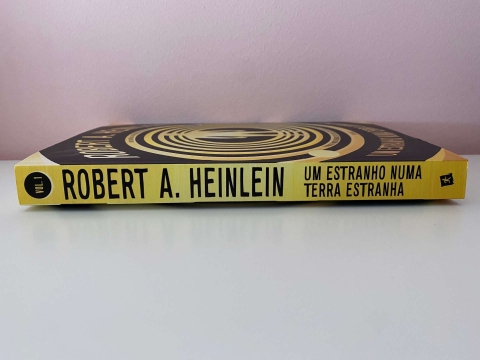 VOL. 1
ROBERT A. HEINLEIN
UM ESTRANHO NUMA
TERRA ESTRANHA